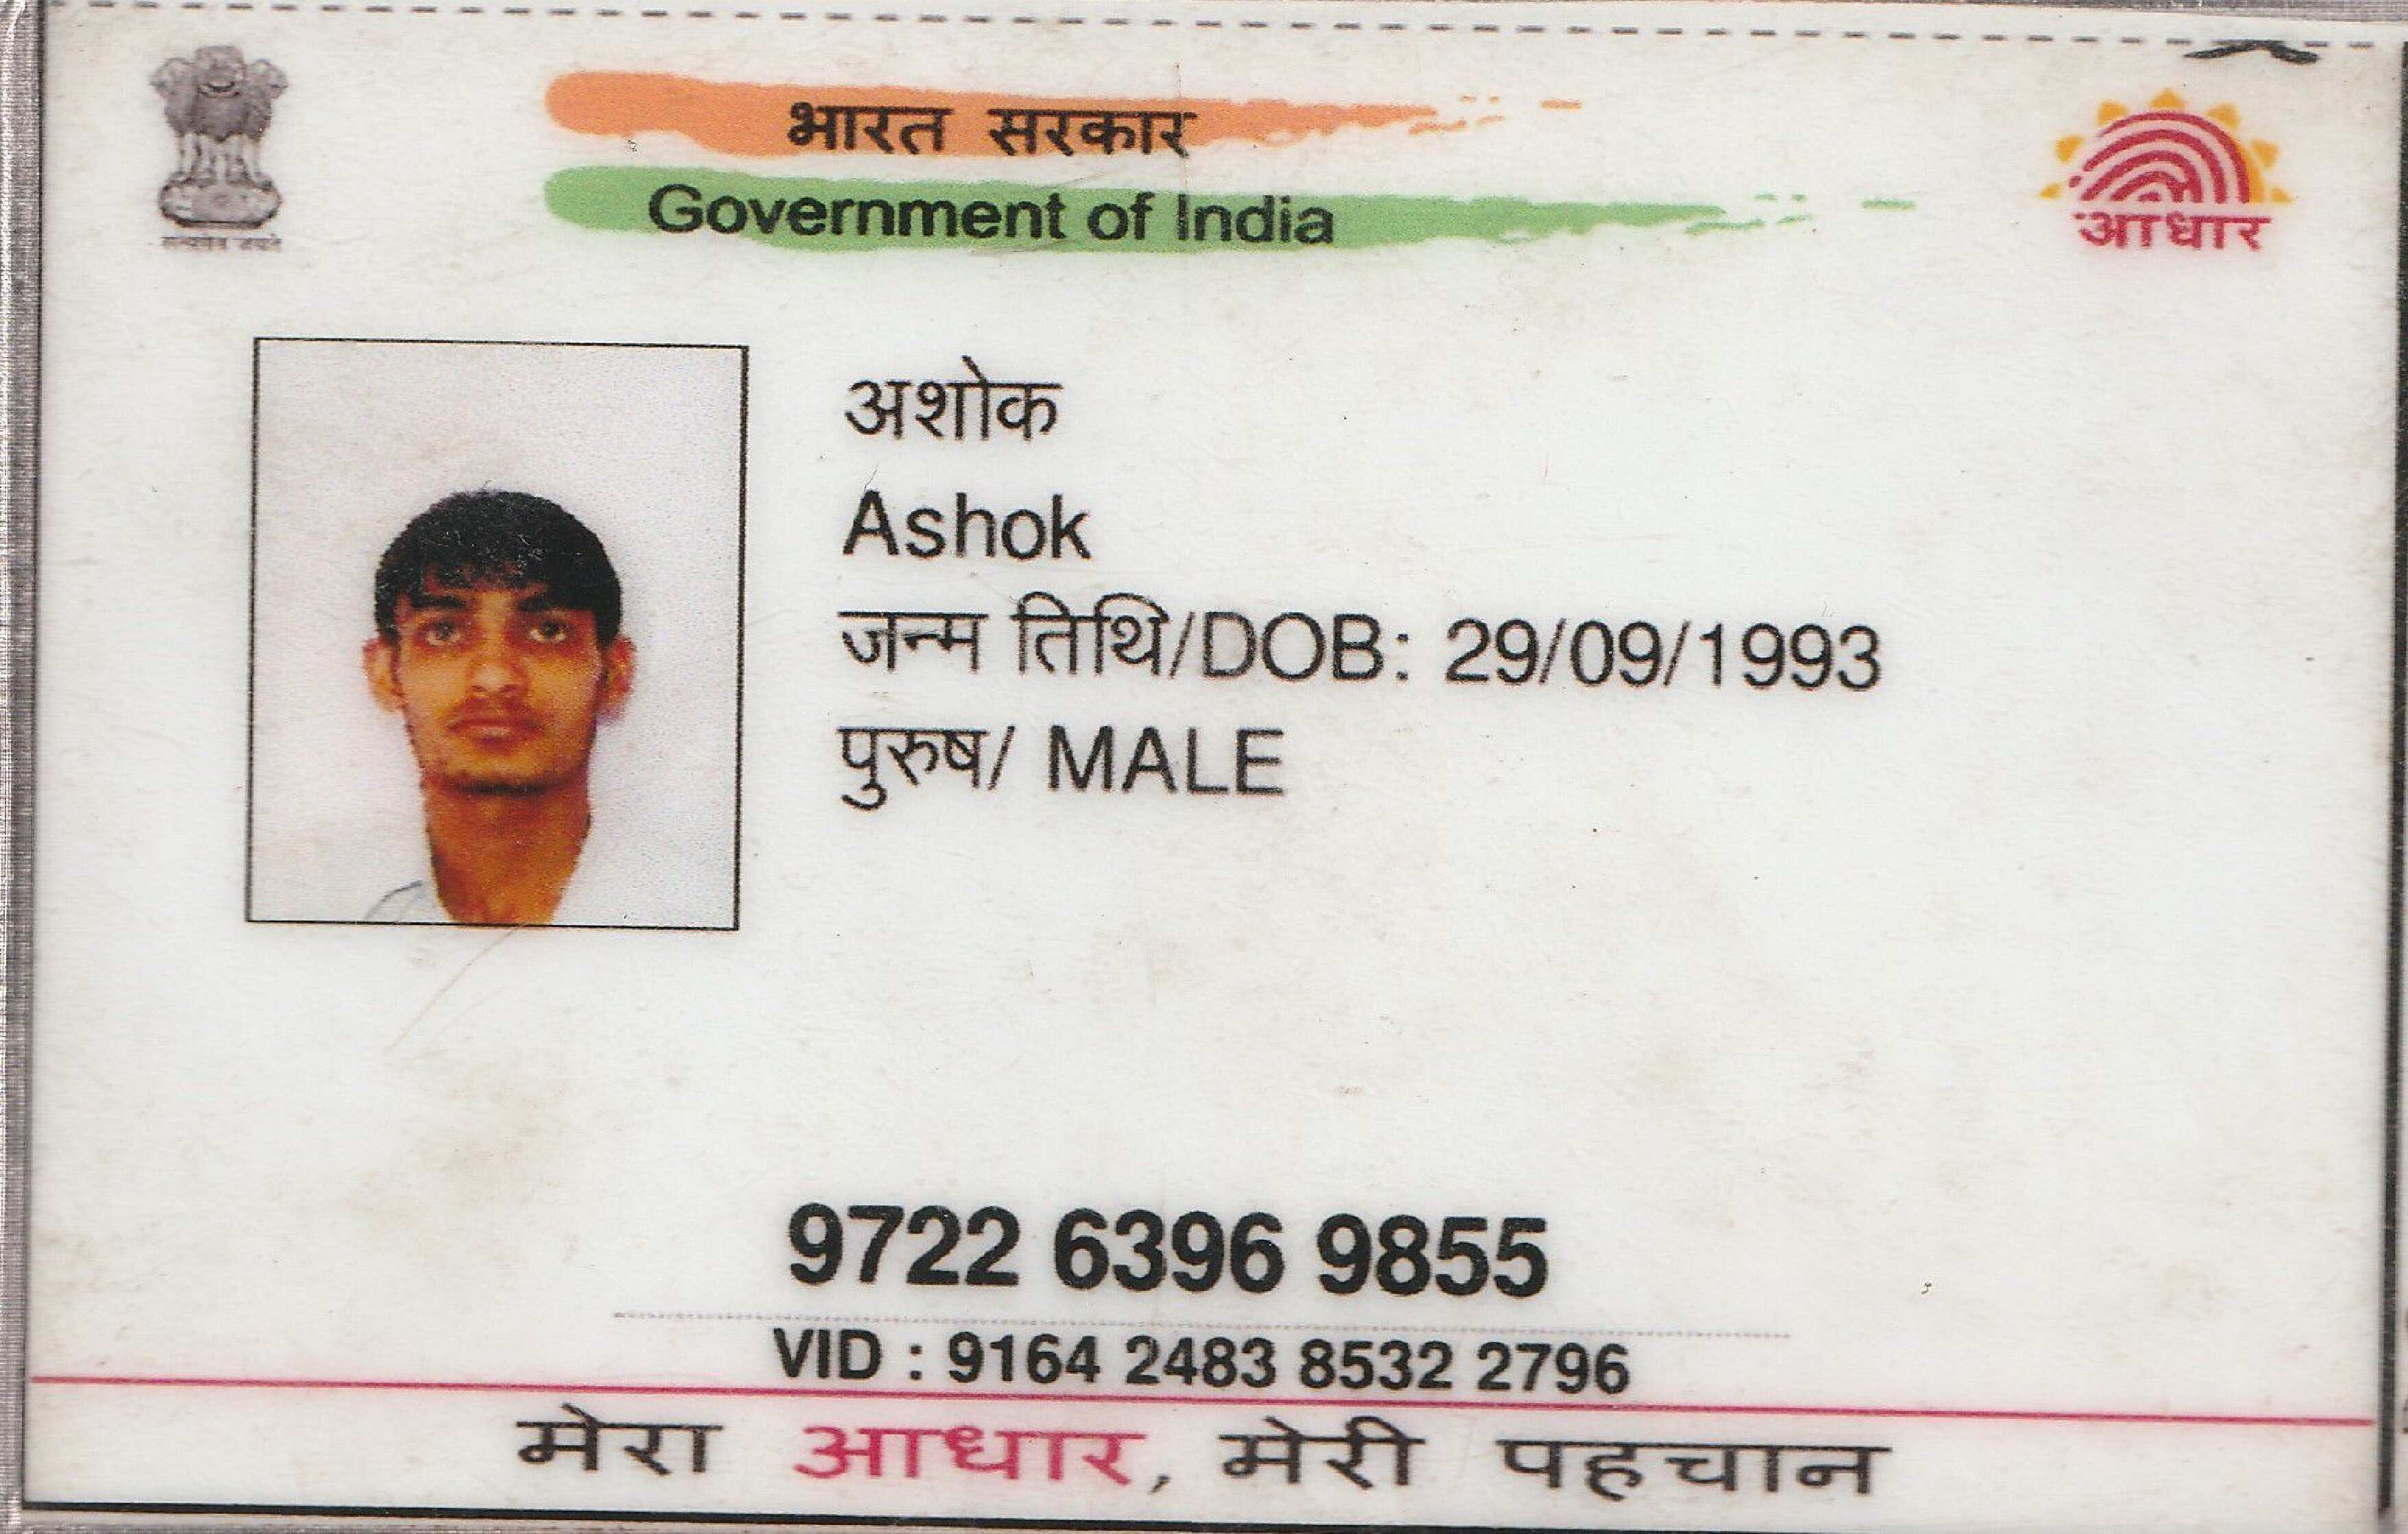 भारत सरकार
Government of India
सत्यमेव जयते
आधार
अशोक
Ashok
जन्म तिथि/DOB: 29/09/1993
पुरुष/ MALE
9722 6396 9855
VID : 9164 2483 8532 2796
मेरा आधार, मेरी पहचान